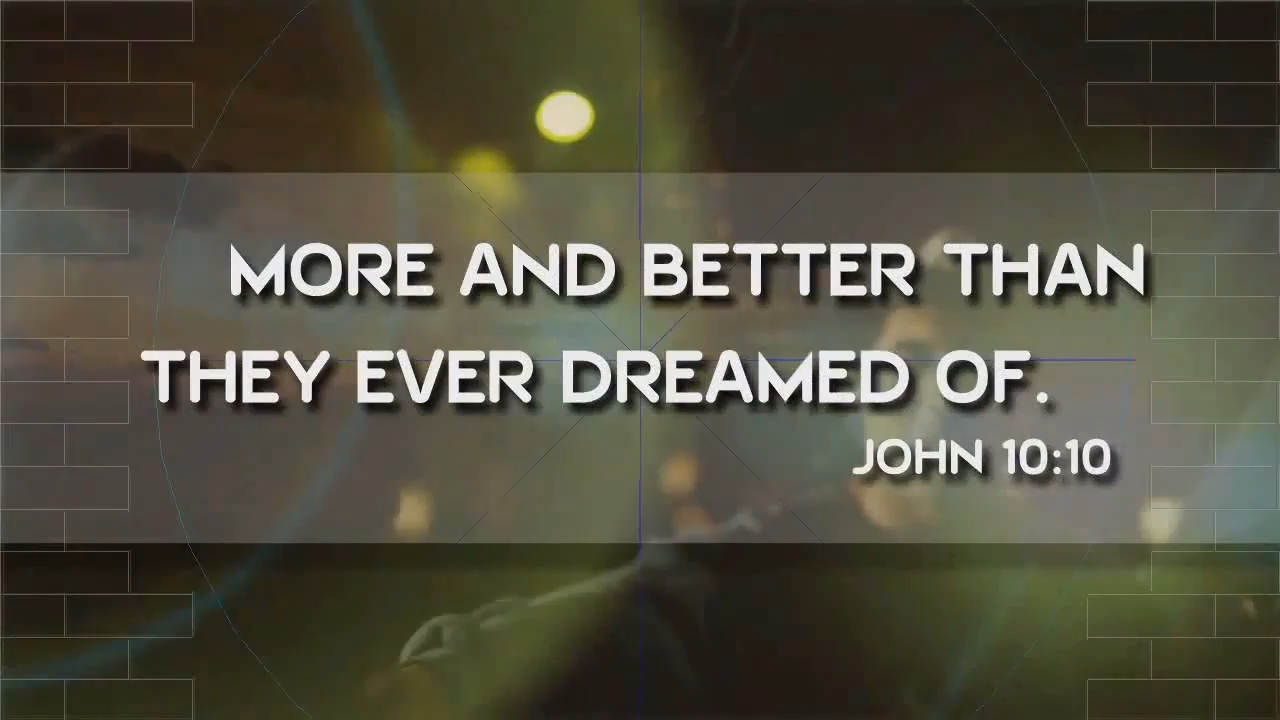 MORE AND BETTER THAN
THEY EVER DREAMED OF.
JOHN 10:10